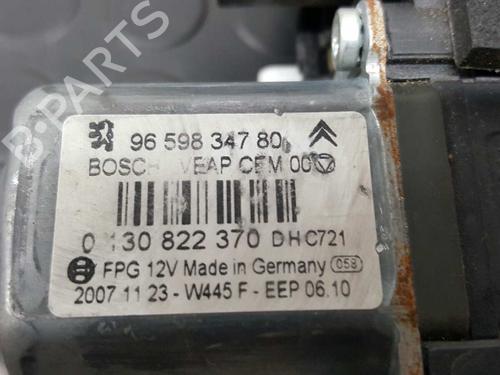 96 598 347 80
BOSCH VEAP CFM 00
0 130 822 370 DHC721
FPG 12V Made in Germany 058
2007 11 23 - W445 F - EEP 06.10
B-PARTS